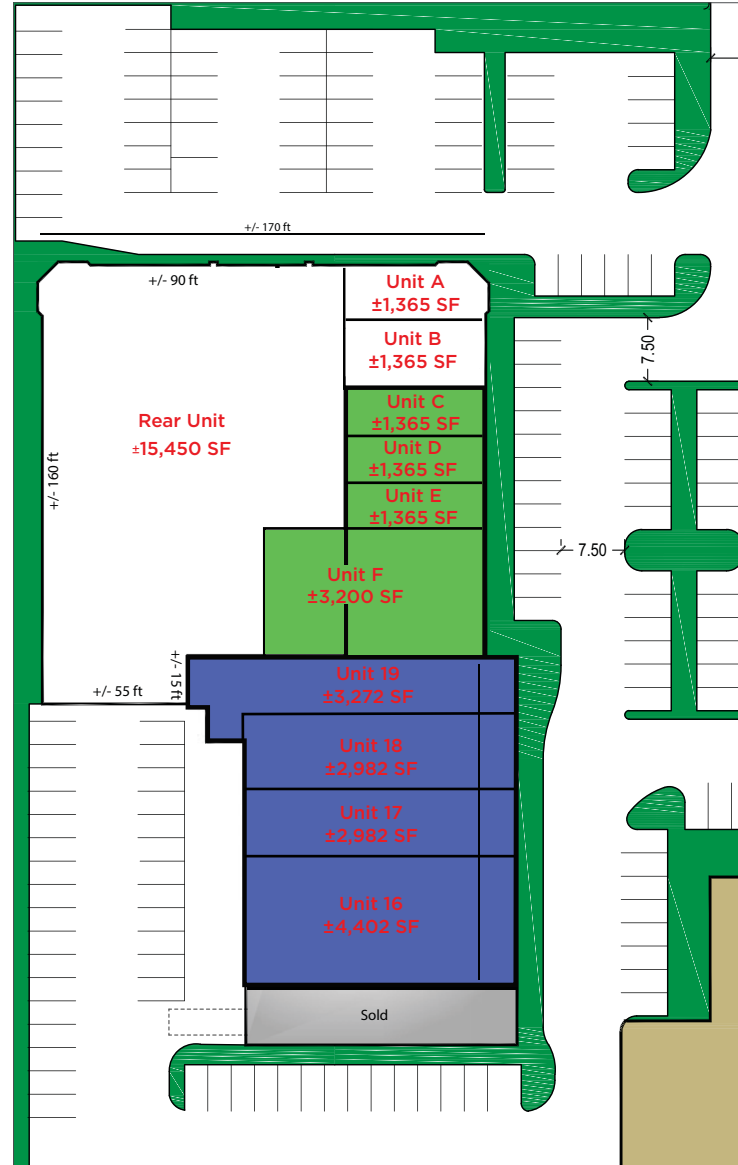 +/- 170 ft
+/- 90 ft
Unit A
±1,365 SF
Unit B
±1,365 SF
7.50
Unit C
±1,365 SF
Rear Unit
±15,450 SF
Unit D
±1,365 SF
+/- 160 ft
Unit E
±1,365 SF
7.50
Unit F
±3,200 SF
+/- 15 ft
+/- 55 ft
Unit 19
±3,272 SF
Unit 18
±2,982 SF
Unit 17
±2,982 SF
Unit 16
±4,402 SF
Sold